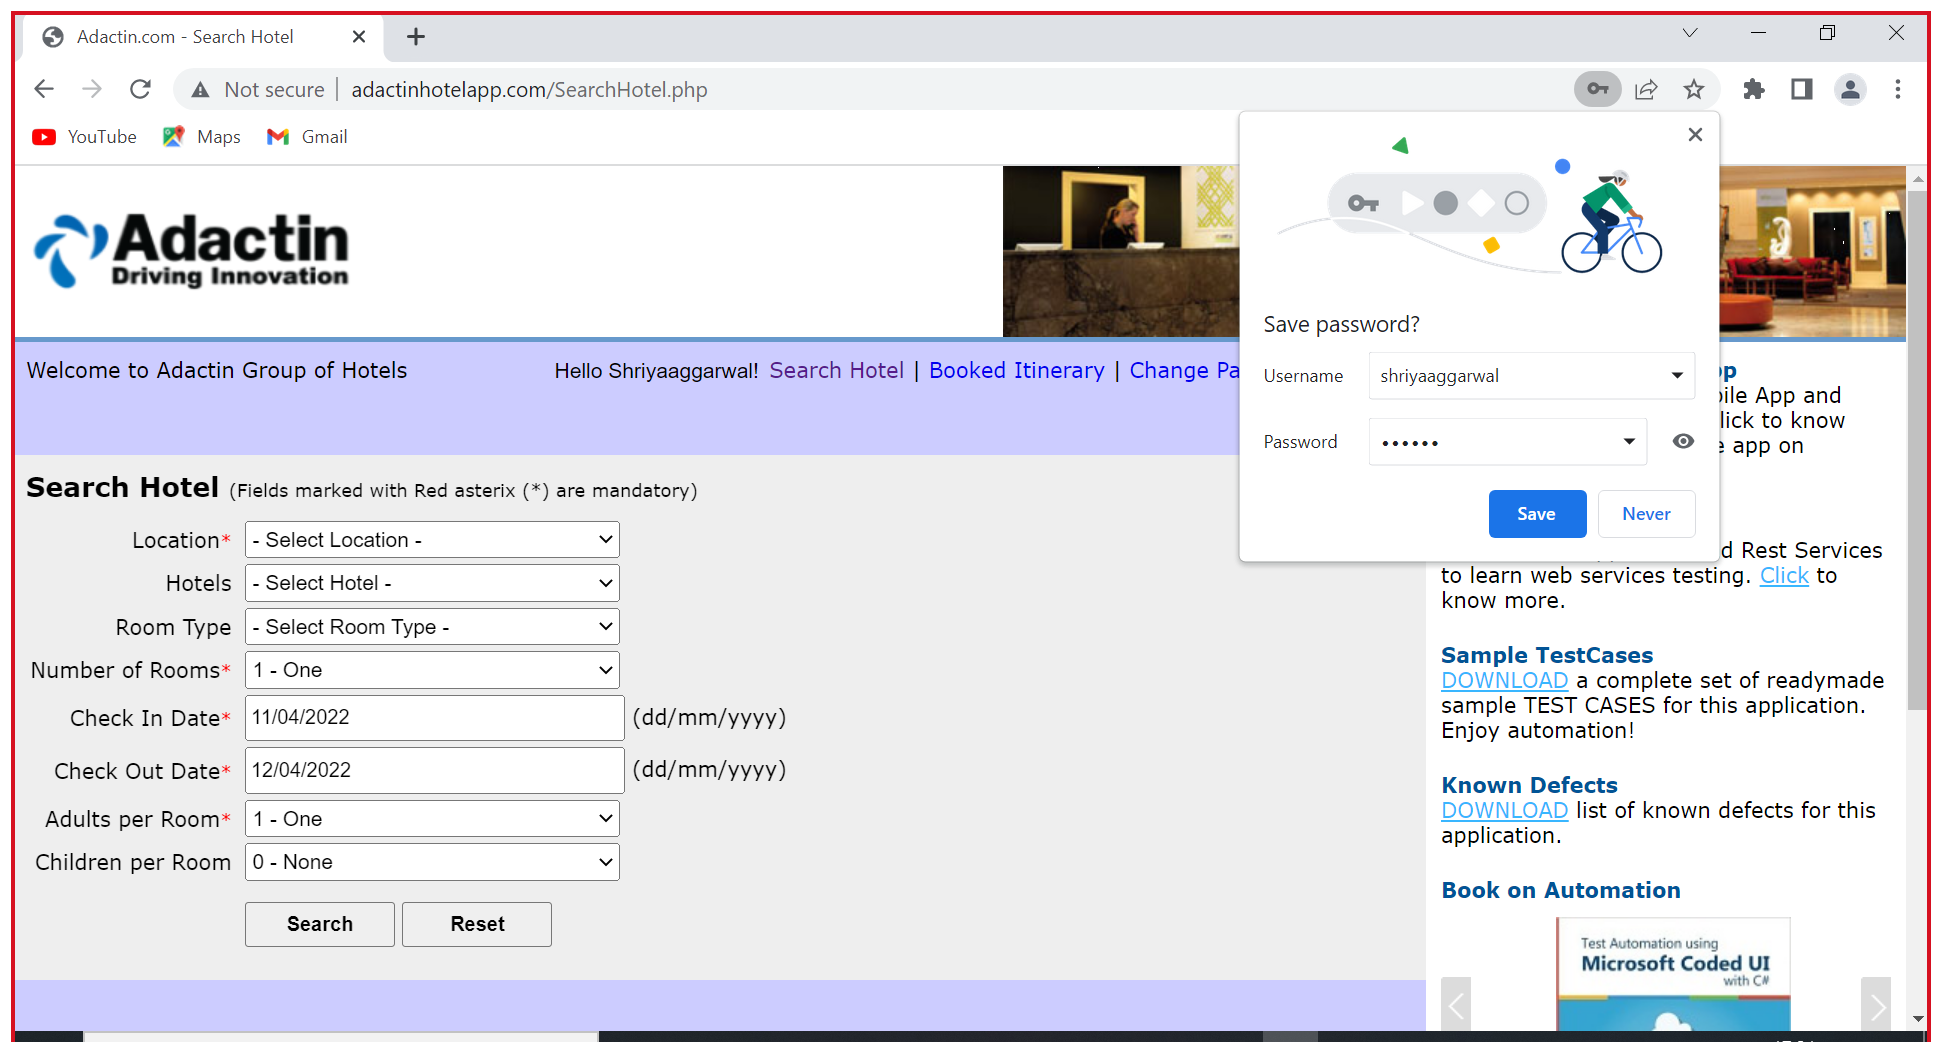 Adactin.com - Search Hotel
Not secure | adactinhotelapp.com/SearchHotel.php
YouTube Maps Gmail
Adactin
Driving Innovation
Save password?
Username shriyaaggarwal
Password ••••••
Save Never
Welcome to Adactin Group of Hotels Hello Shriyaaggarwal! Search Hotel | Booked Itinerary | Change Pa
App and
lick to know
app on
Search Hotel (Fields marked with Red asterix (*) are mandatory)
Location* - Select Location -
Hotels - Select Hotel -
Room Type - Select Room Type -
Number of Rooms* 1 - One
Check In Date* 11/04/2022 (dd/mm/yyyy)
Check Out Date* 12/04/2022 (dd/mm/yyyy)
Adults per Room* 1 - One
Children per Room 0 - None
Search Reset
d Rest Services
to learn web services testing. Click to
know more.
Sample TestCases
DOWNLOAD a complete set of readymade
sample TEST CASES for this application.
Enjoy automation!
Known Defects
DOWNLOAD list of known defects for this
application.
Book on Automation
Test Automation using
Microsoft Coded UI
with C#